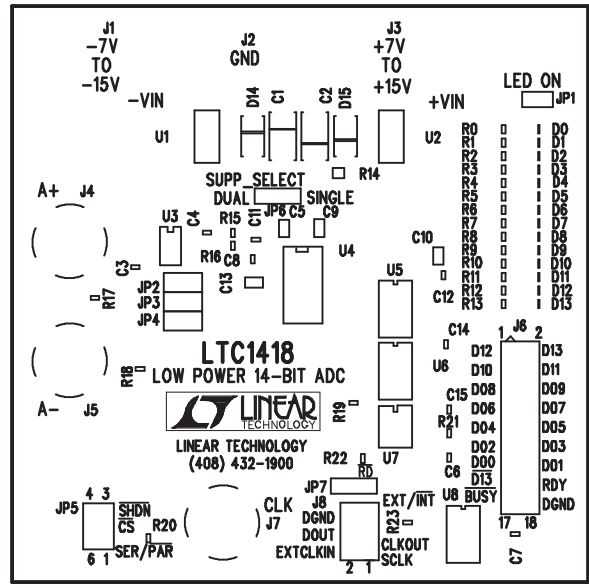 J1
-7V
TO
-15V
J2
GND
J3
+7V
TO
+15V
LED ON
JP1
-VIN
+VIN
D14
C1
C2
D15
U1
U2
R14
R0 D0
R1 D1
R2 D2
R3 D3
R4 D4
R5 D5
R6 D6
R7 D7
R8 D8
R9 D9
R10 D10
R11 D11
R12 D12
R13 D13
SUPP_SELECT
DUAL SINGLE
JP6
A+
J4
U3
C4
R15
C11
C5
C9
R16
C8
U4
C3
C13
C10
C12
R17
JP2
JP3
JP4
U5
LTC1418
LOW POWER 14-BIT ADC
R18
A-
J5
LINEAR
TECHNOLOGY
R19
LINEAR TECHNOLOGY
(408) 432-1900
C14
U6
C15
R21
U7
C6
1 J6 2
D12 D13
D10 D11
D08 D09
D06 D07
D04 D05
D02 D03
D00 D01
D13 RDY
BUSY DGND
17 18
U8
C7
R22
RD
JP7
J8
EXT/INT
DGND
DOUT
EXTCLKIN
R23
CLKOUT
SCLK
2 1
CLK
J7
4 3
JP5
SHDN
CS
R20
SER/PAR
6 1